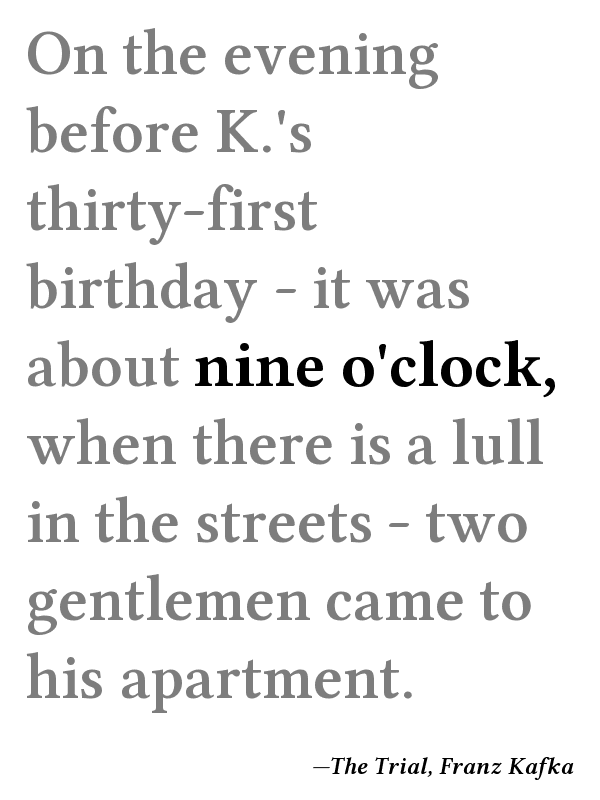 On the evening
before K.'s
thirty-first
birthday - it was
about nine o'clock,
when there is a lull
in the streets - two
gentlemen came to
his apartment.
—The Trial, Franz Kafka